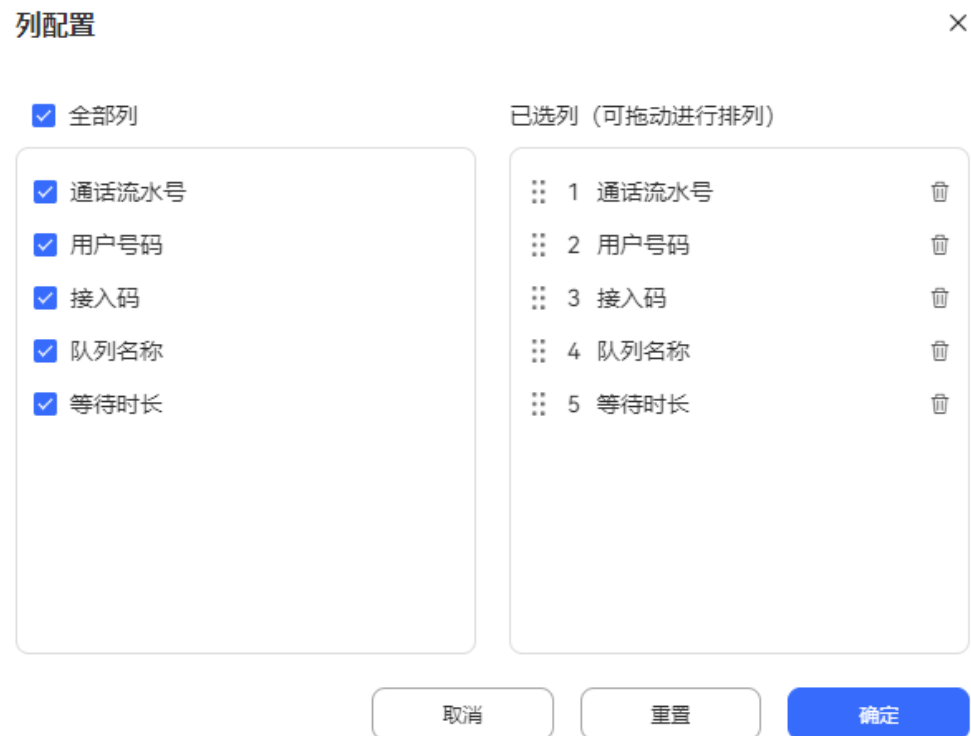 列配置
全部列
通话流水号
用户号码
接入码
队列名称
等待时长
已选列（可拖动进行排列）
1 通话流水号
2 用户号码
3 接入码
4 队列名称
5 等待时长
取消
重置
确定